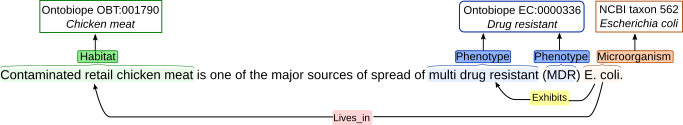 Ontobiope OBT:001790
Chicken meat
Ontobiope EC:0000336
Drug resistant
NCBI taxon 562
Escherichia coli
Habitat
Phenotype
Phenotype
Microorganism
Contaminated retail chicken meat is one of the major sources of spread of multi drug resistant (MDR) E. coli.
Exhibits
Lives_in